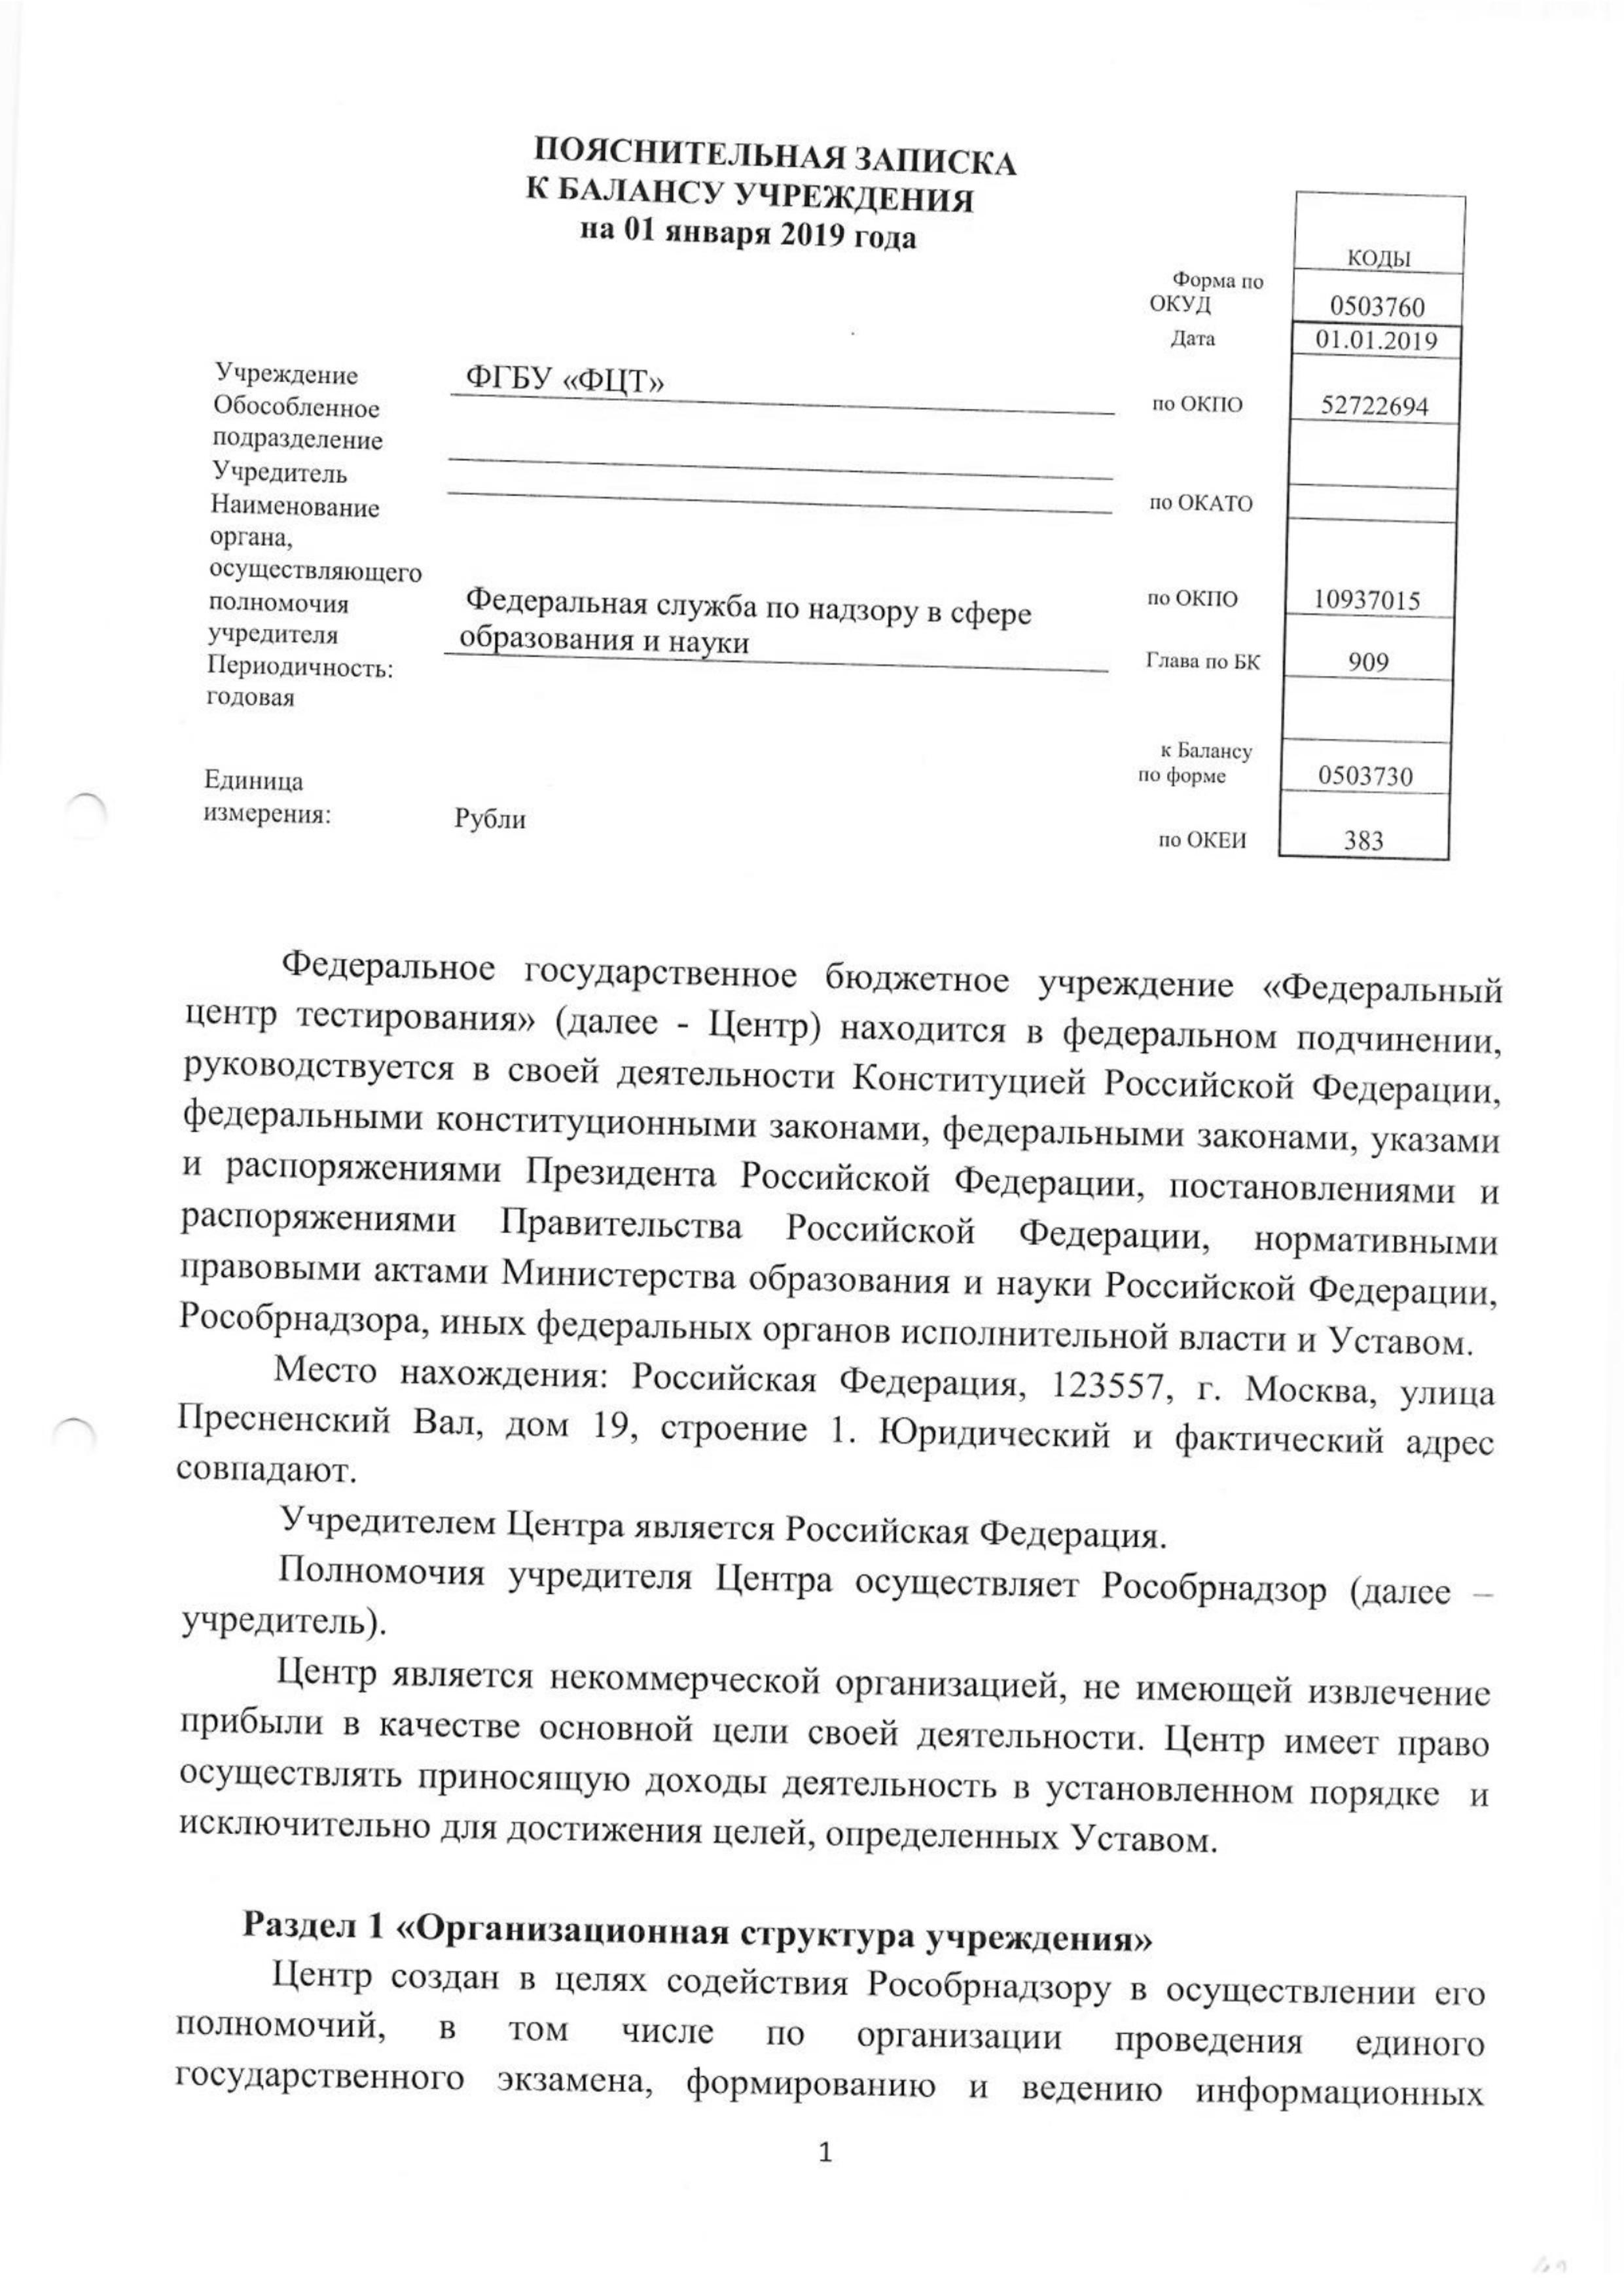 ПОЯСНИТЕЛЬНАЯ ЗАПИСКА
К БАЛАНСУ УЧРЕЖДЕНИЯ
на 01 января 2019 года
КОДЫ
Форма по
ОКУД 0503760
Дата 01.01.2019
Учреждение ФГБУ «ФЦТ» по ОКПО 52722694
Обособленное
подразделение
Учредитель по ОКАТО
Наименование
органа,
осуществляющего
полномочия Федеральная служба по надзору в сфере по ОКПО 10937015
учредителя образования и науки Глава по БК 909
Периодичность:
годовая
к Балансу
по форме 0503730
Единица
измерения: Рубли по ОКЕИ 383
Федеральное государственное бюджетное учреждение «Федеральный
центр тестирования» (далее - Центр) находится в федеральном подчинении,
руководствуется в своей деятельности Конституцией Российской Федерации,
федеральными конституционными законами, федеральными законами, указами
и распоряжениями Президента Российской Федерации, постановлениями и
распоряжениями Правительства Российской Федерации, нормативными
правовыми актами Министерства образования и науки Российской Федерации,
Рособрнадзора, иных федеральных органов исполнительной власти и Уставом.
Место нахождения: Российская Федерация, 123557, г. Москва, улица
Пресненский Вал, дом 19, строение 1. Юридический и фактический адрес
совпадают.
Учредителем Центра является Российская Федерация.
Полномочия учредителя Центра осуществляет Рособрнадзор (далее –
учредитель).
Центр является некоммерческой организацией, не имеющей извлечение
прибыли в качестве основной цели своей деятельности. Центр имеет право
осуществлять приносящую доходы деятельность в установленном порядке и
исключительно для достижения целей, определенных Уставом.
Раздел 1 «Организационная структура учреждения»
Центр создан в целях содействия Рособрнадзору в осуществлении его
полномочий, в том числе по организации проведения единого
государственного экзамена, формированию и ведению информационных
1